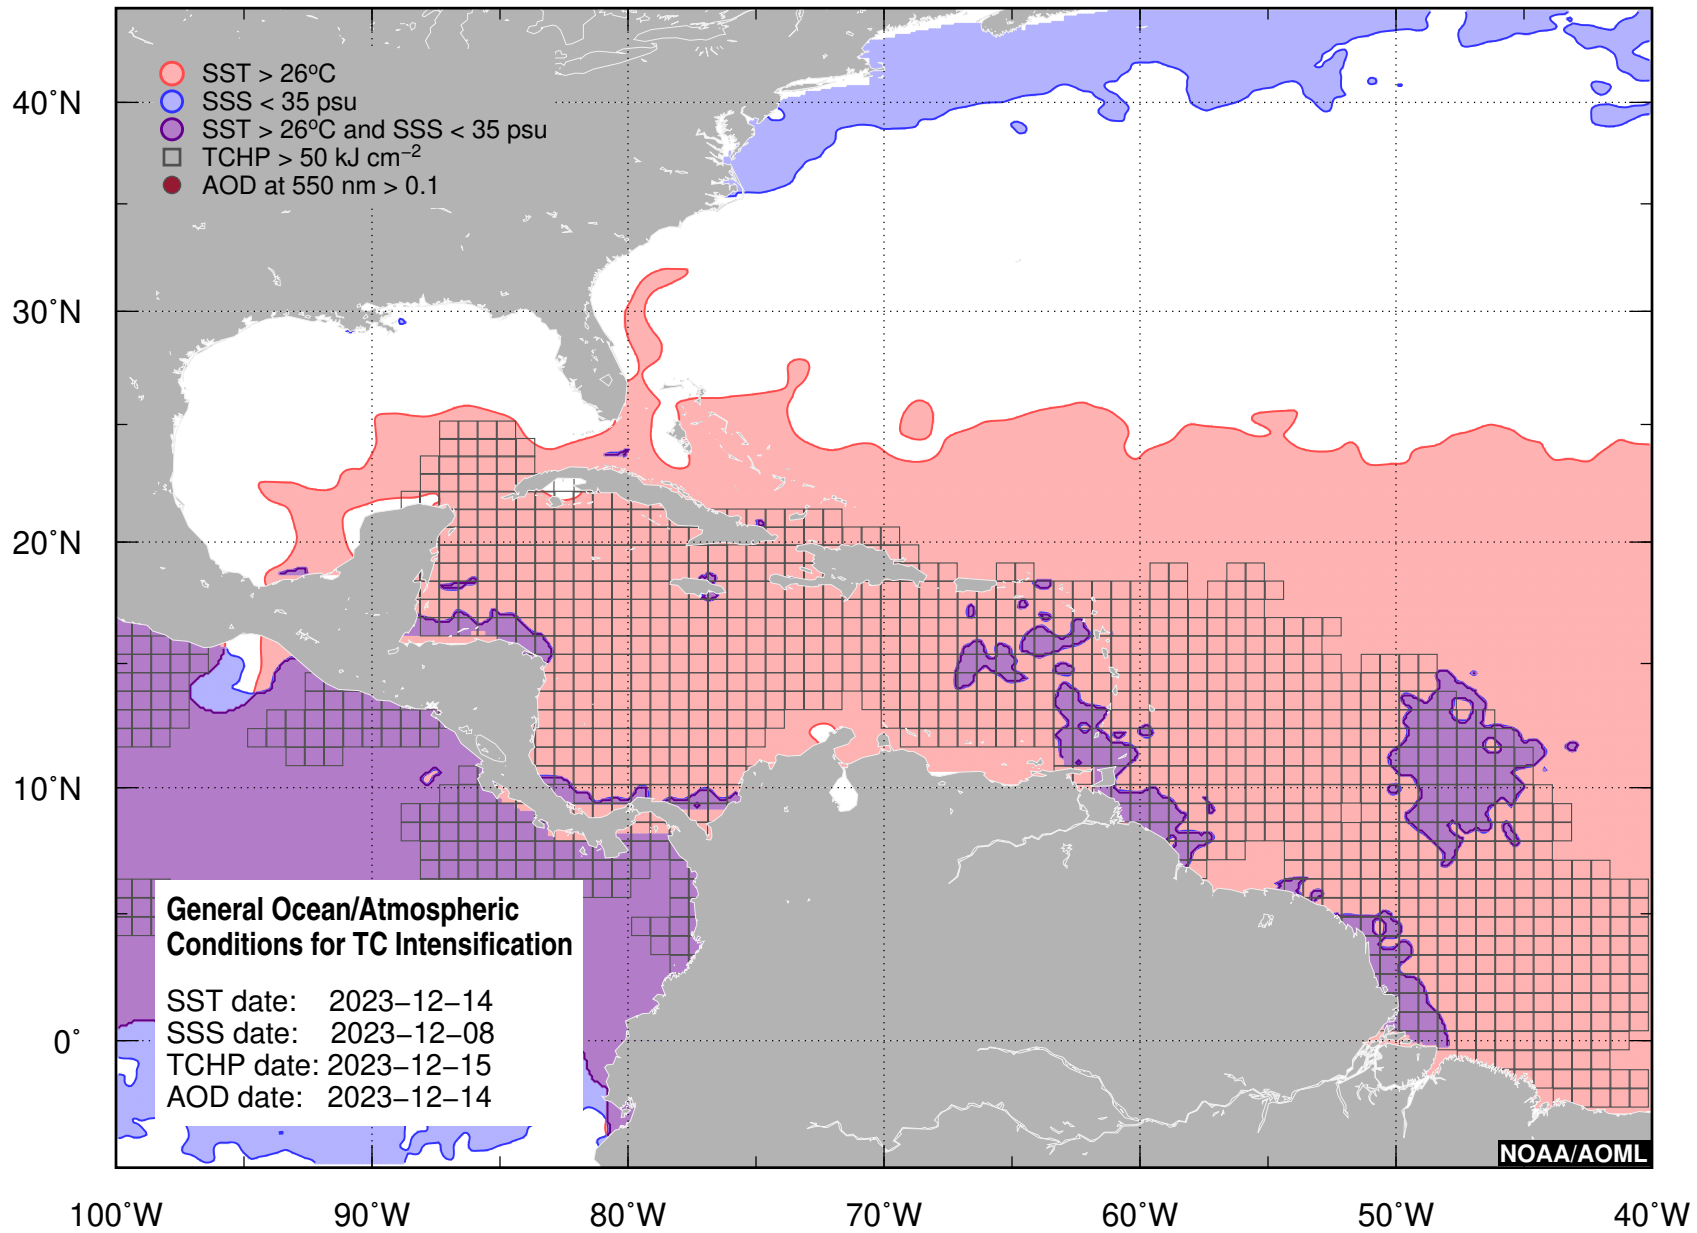 SST > 26ºC
SSS < 35 psu
SST > 26ºC and SSS < 35 psu
TCHP > 50 kJ cm⁻²
AOD at 550 nm > 0.1
40˚N
30˚N
20˚N
10˚N
0˚
General Ocean/Atmospheric
Conditions for TC Intensification
SST date: 2023−12−14
SSS date: 2023−12−08
TCHP date: 2023−12−15
AOD date: 2023−12−14
NOAA/AOML
100˚W 90˚W 80˚W 70˚W 60˚W 50˚W 40˚W